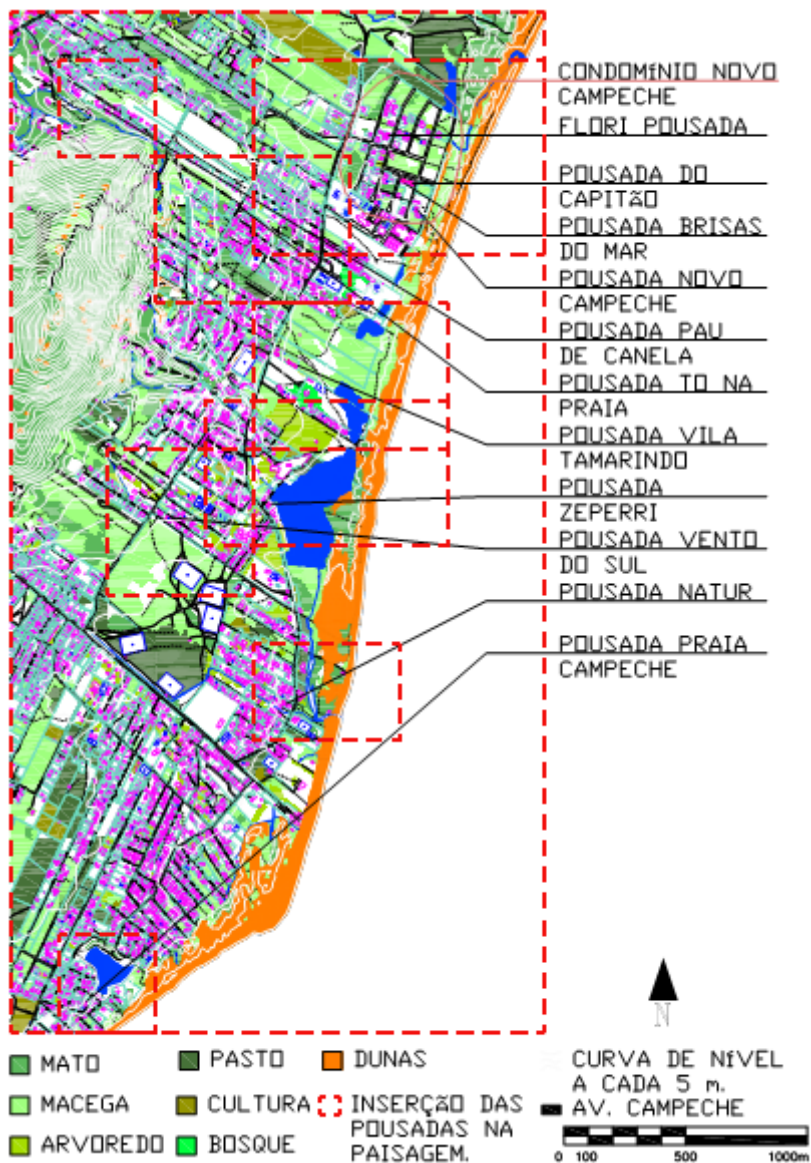 CONDOMíNIO NOVO
CAMPECHE
FLORI POUSADA
POUSADA DO
CAPITãO
POUSADA BRISAS
DO MAR
POUSADA NOVO
CAMPECHE
POUSADA PAU
DE CANELA
POUSADA TO NA
PRAIA
POUSADA VILA
TAMARINDO
POUSADA
ZEPERRI
POUSADA VENTO
DO SUL
POUSADA NATUR
POUSADA PRAIA
CAMPECHE
N
MATO
PASTO
DUNAS
MACEGA
CULTURA
ARVOREDO
BOSQUE
INSERÇãO DAS
POUSADAS NA
PAISAGEM.
CURVA DE NíVEL
A CADA 5 m.
AV. CAMPECHE
0 100 500 1000m